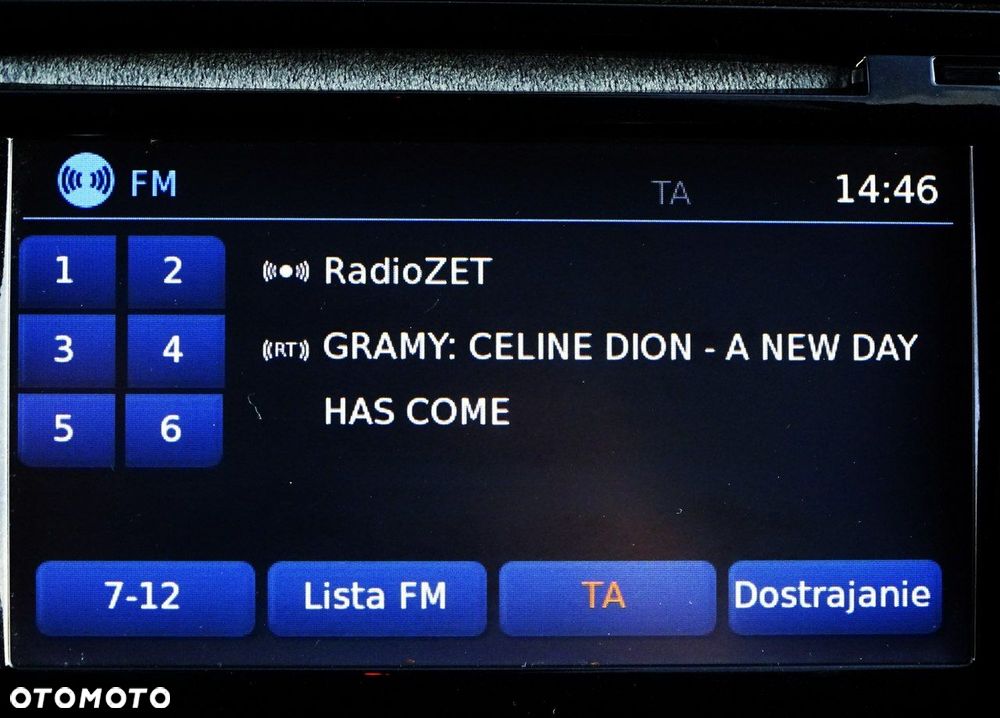 FM TA 14:46
1 2 RadioZET
3 4 RT GRAMY: CELINE DION - A NEW DAY
HAS COME
5 6
7-12 Lista FM TA Dostrajanie
OTOMOTO